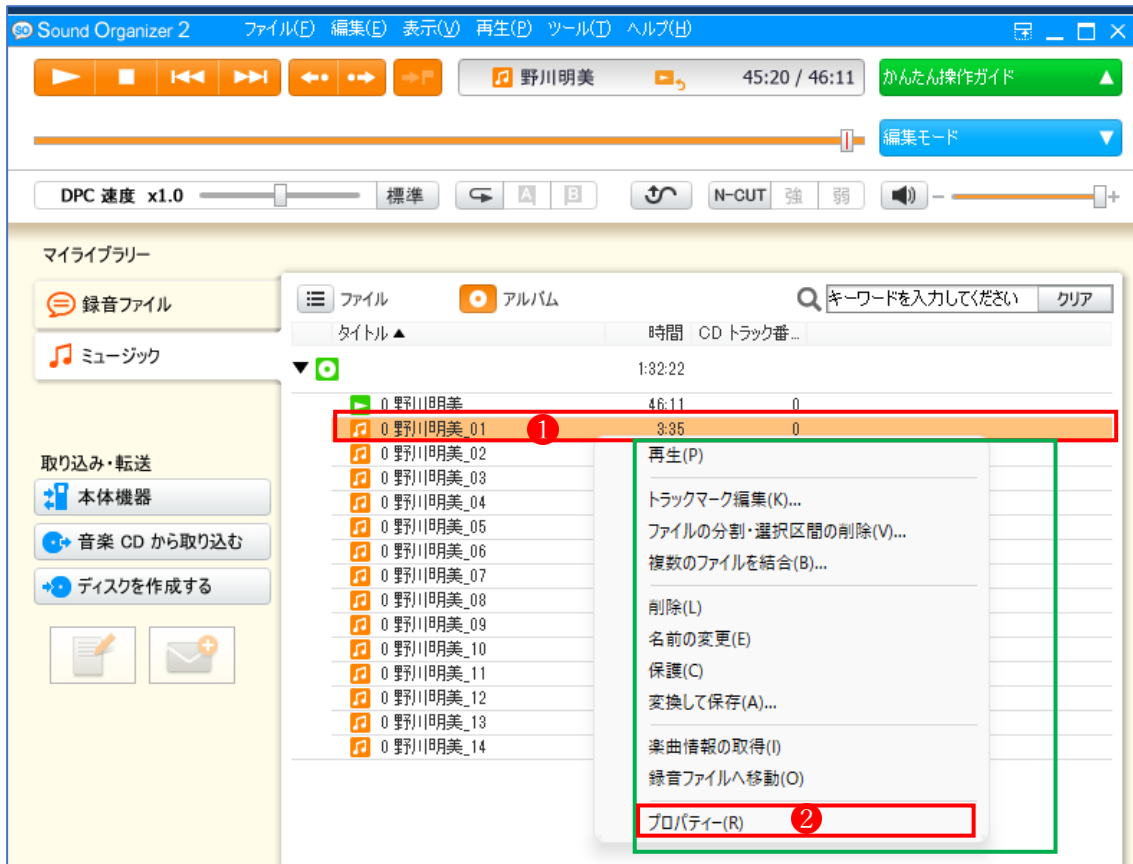 SO Sound Organizer 2 ファイル(F) 編集(E) 表示(V) 再生(P) ツール(T) ヘルプ(H)
野川明美 45:20 / 46:11 かんたん操作ガイド
編集モード
DPC 速度 x1.0 標準 A B N-CUT 強 弱 - +
マイライブラリー
録音ファイル
ミュージック
取り込み・転送
本体機器
音楽 CD から取り込む
ディスクを作成する
ファイル アルバム キーワードを入力してください クリア
タイトル▲ 時間 CD トラック番...
1:32:22
0 野川明美 46:11 0
0 野川明美_01 1 3:35 0
0 野川明美_02
0 野川明美_03
0 野川明美_04
0 野川明美_05
0 野川明美_06
0 野川明美_07
0 野川明美_08
0 野川明美_09
0 野川明美_10
0 野川明美_11
0 野川明美_12
0 野川明美_13
0 野川明美_14
再生(P)
トラックマーク編集(K)...
ファイルの分割・選択区間の削除(V)...
複数のファイルを結合(B)...
削除(L)
名前の変更(E)
保護(C)
変換して保存(A)...
楽曲情報の取得(I)
録音ファイルへ移動(O)
プロパティー(R) 2